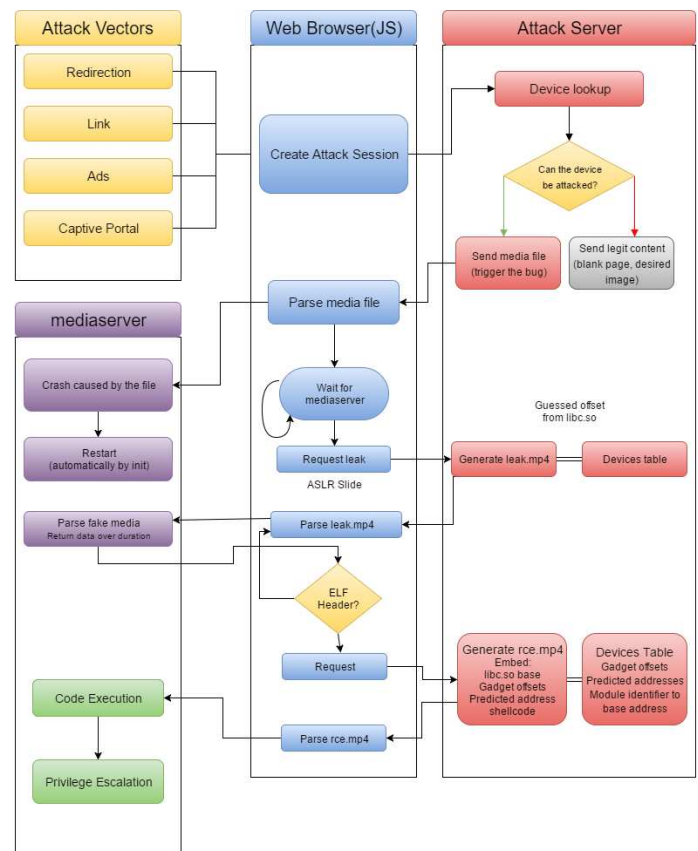 Attack Vectors
Redirection
Link
Ads
Captive Portal
Web Browser(JS)
Create Attack Session
Attack Server
Device lookup
Can the device
be attacked?
Send media file
(trigger the bug)
Send legit content
(blank page, desired
image)
Parse media file
mediaserver
Crash caused by the file
Restart
(automatically by init)
Wait for
mediaserver
Request leak
ASLR Slide
Guessed offset
from libc.so
Generate leak.mp4
Devices table
Parse fake media
Return data over duration
Parse leak.mp4
ELF
Header?
Request
Generate rce.mp4
Embed:
libc.so base
Gadget offsets
Predicted address
shellcode
Devices Table
Gadget offsets
Predicted addresses
Module identifier to
base address
Parse rce.mp4
Code Execution
Privilege Escalation